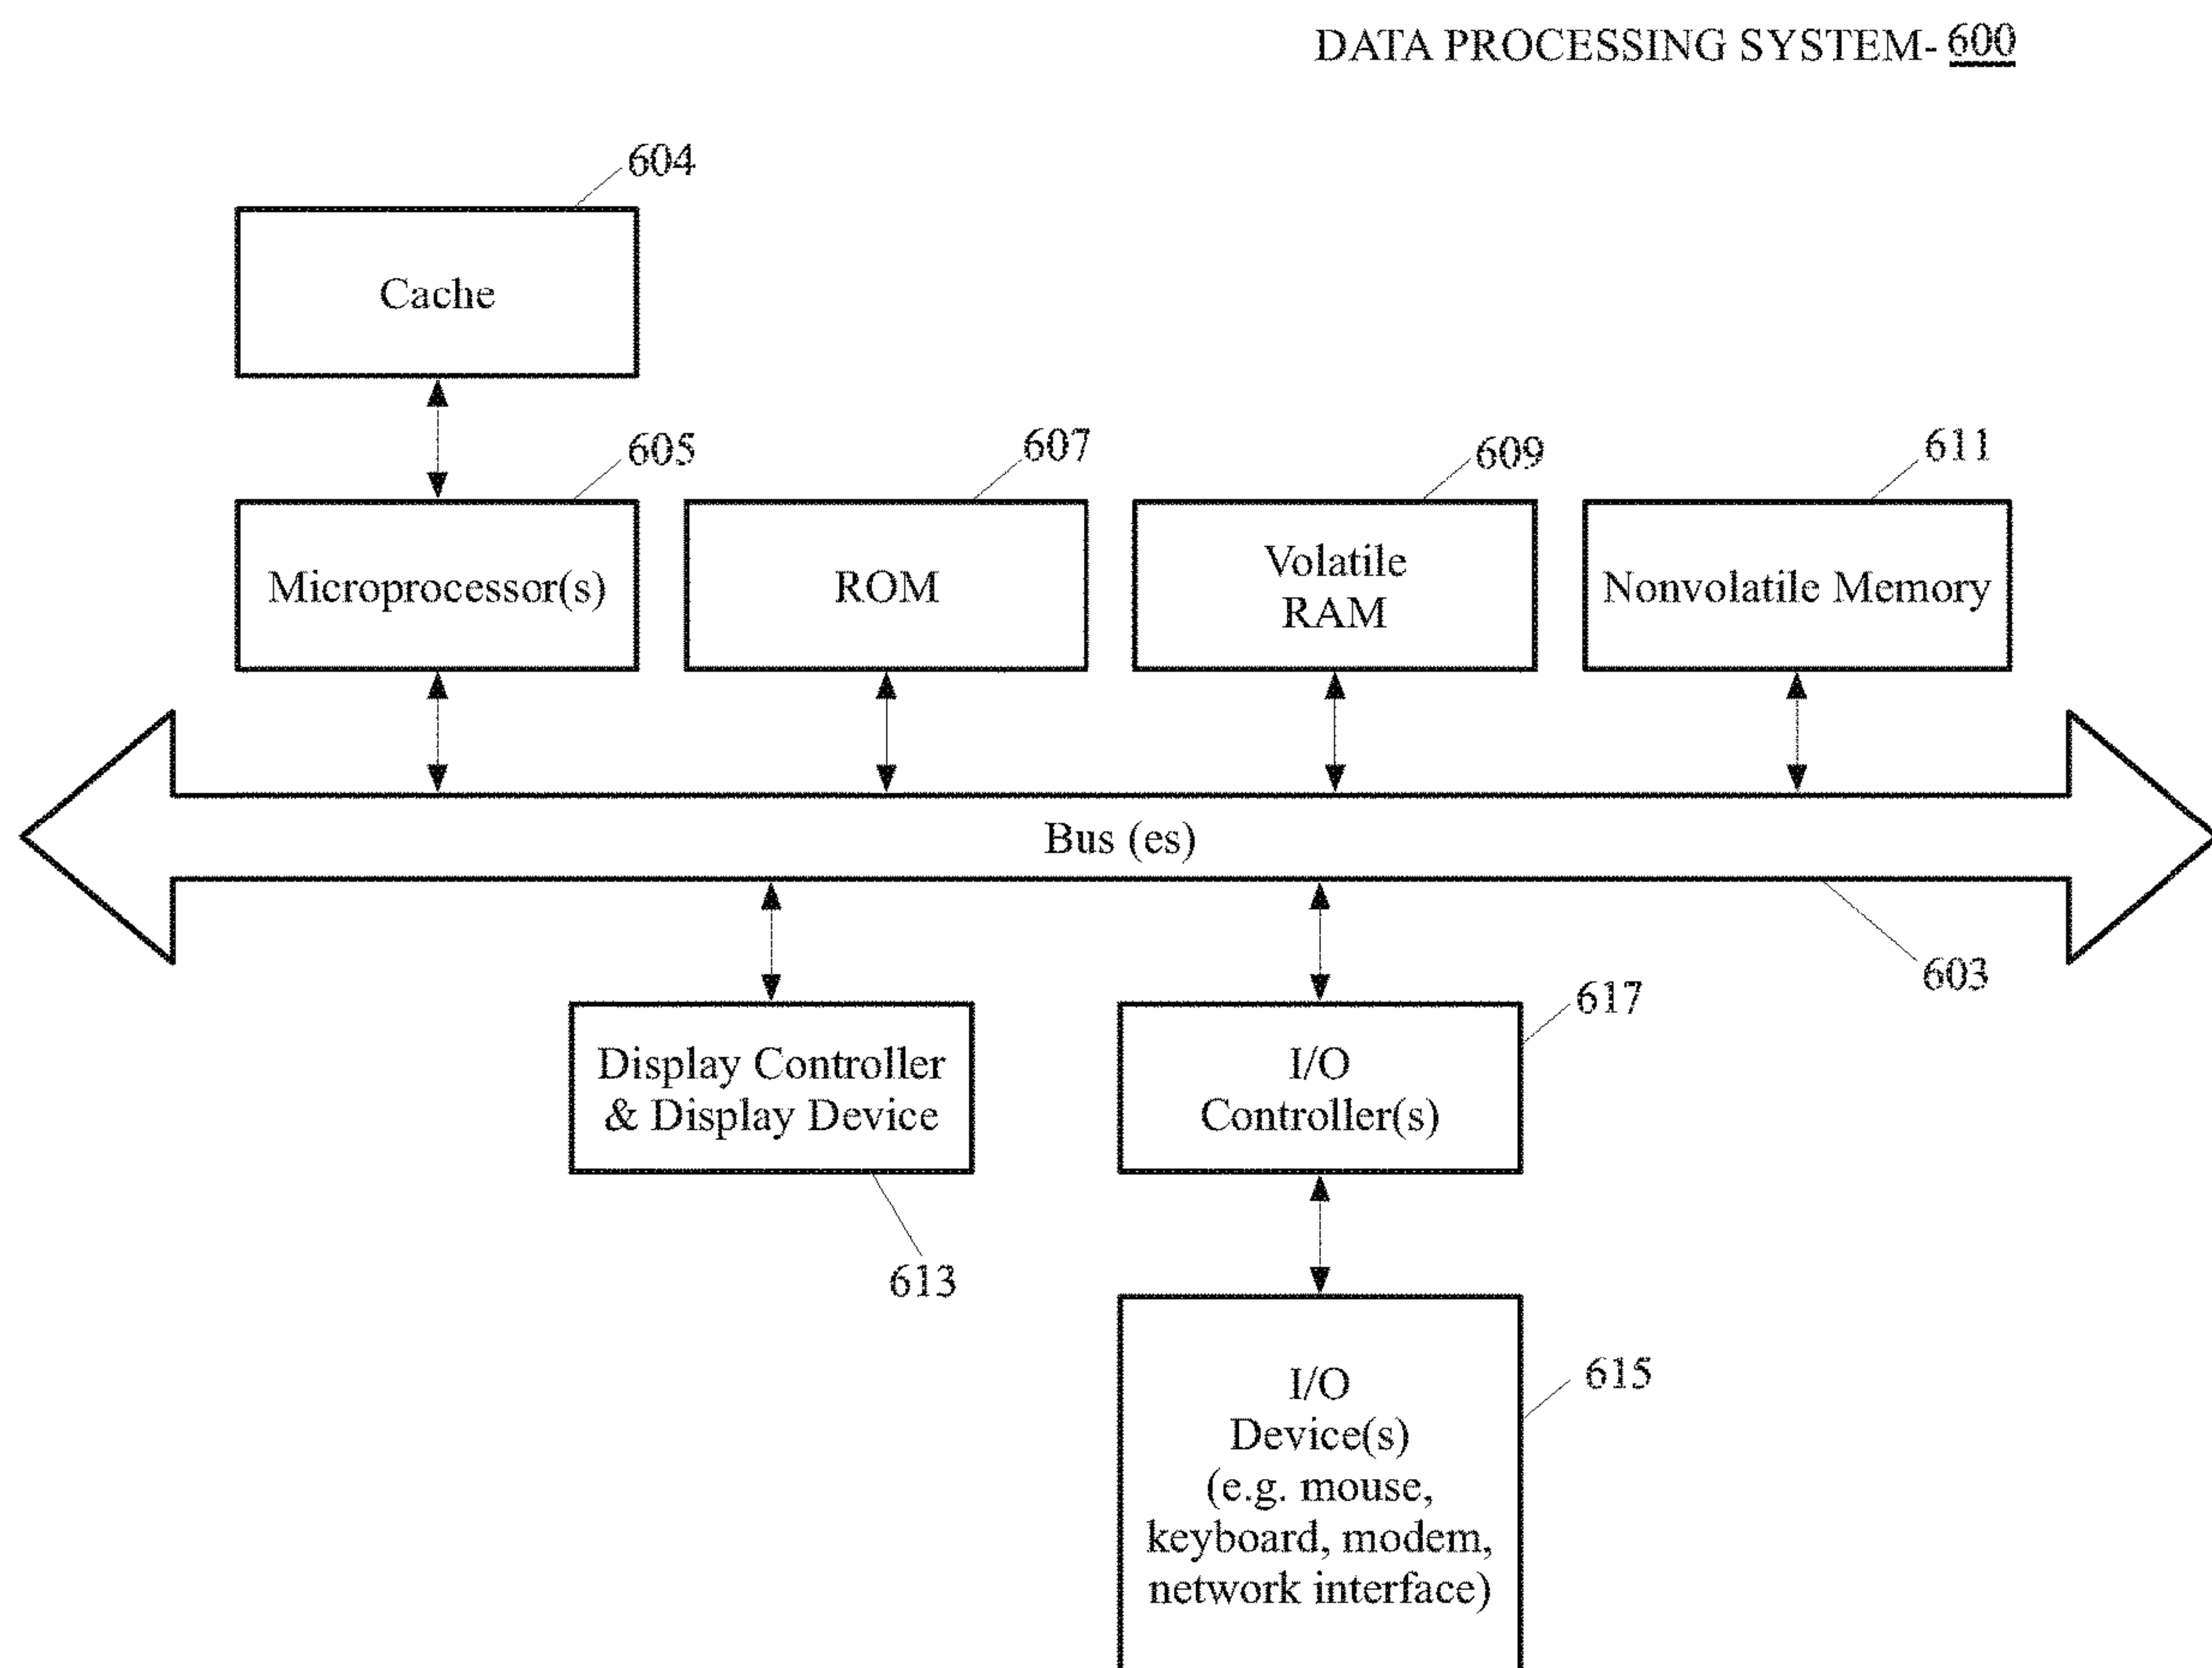 DATA PROCESSING SYSTEM- 600
604
Cache
605
607
609
611
Microprocessor(s)
ROM
Volatile
RAM
Nonvolatile Memory
Bus (es)
603
617
Display Controller
& Display Device
I/O
Controller(s)
613
615
I/O
Device(s)
(e.g. mouse,
keyboard, modem,
network interface)